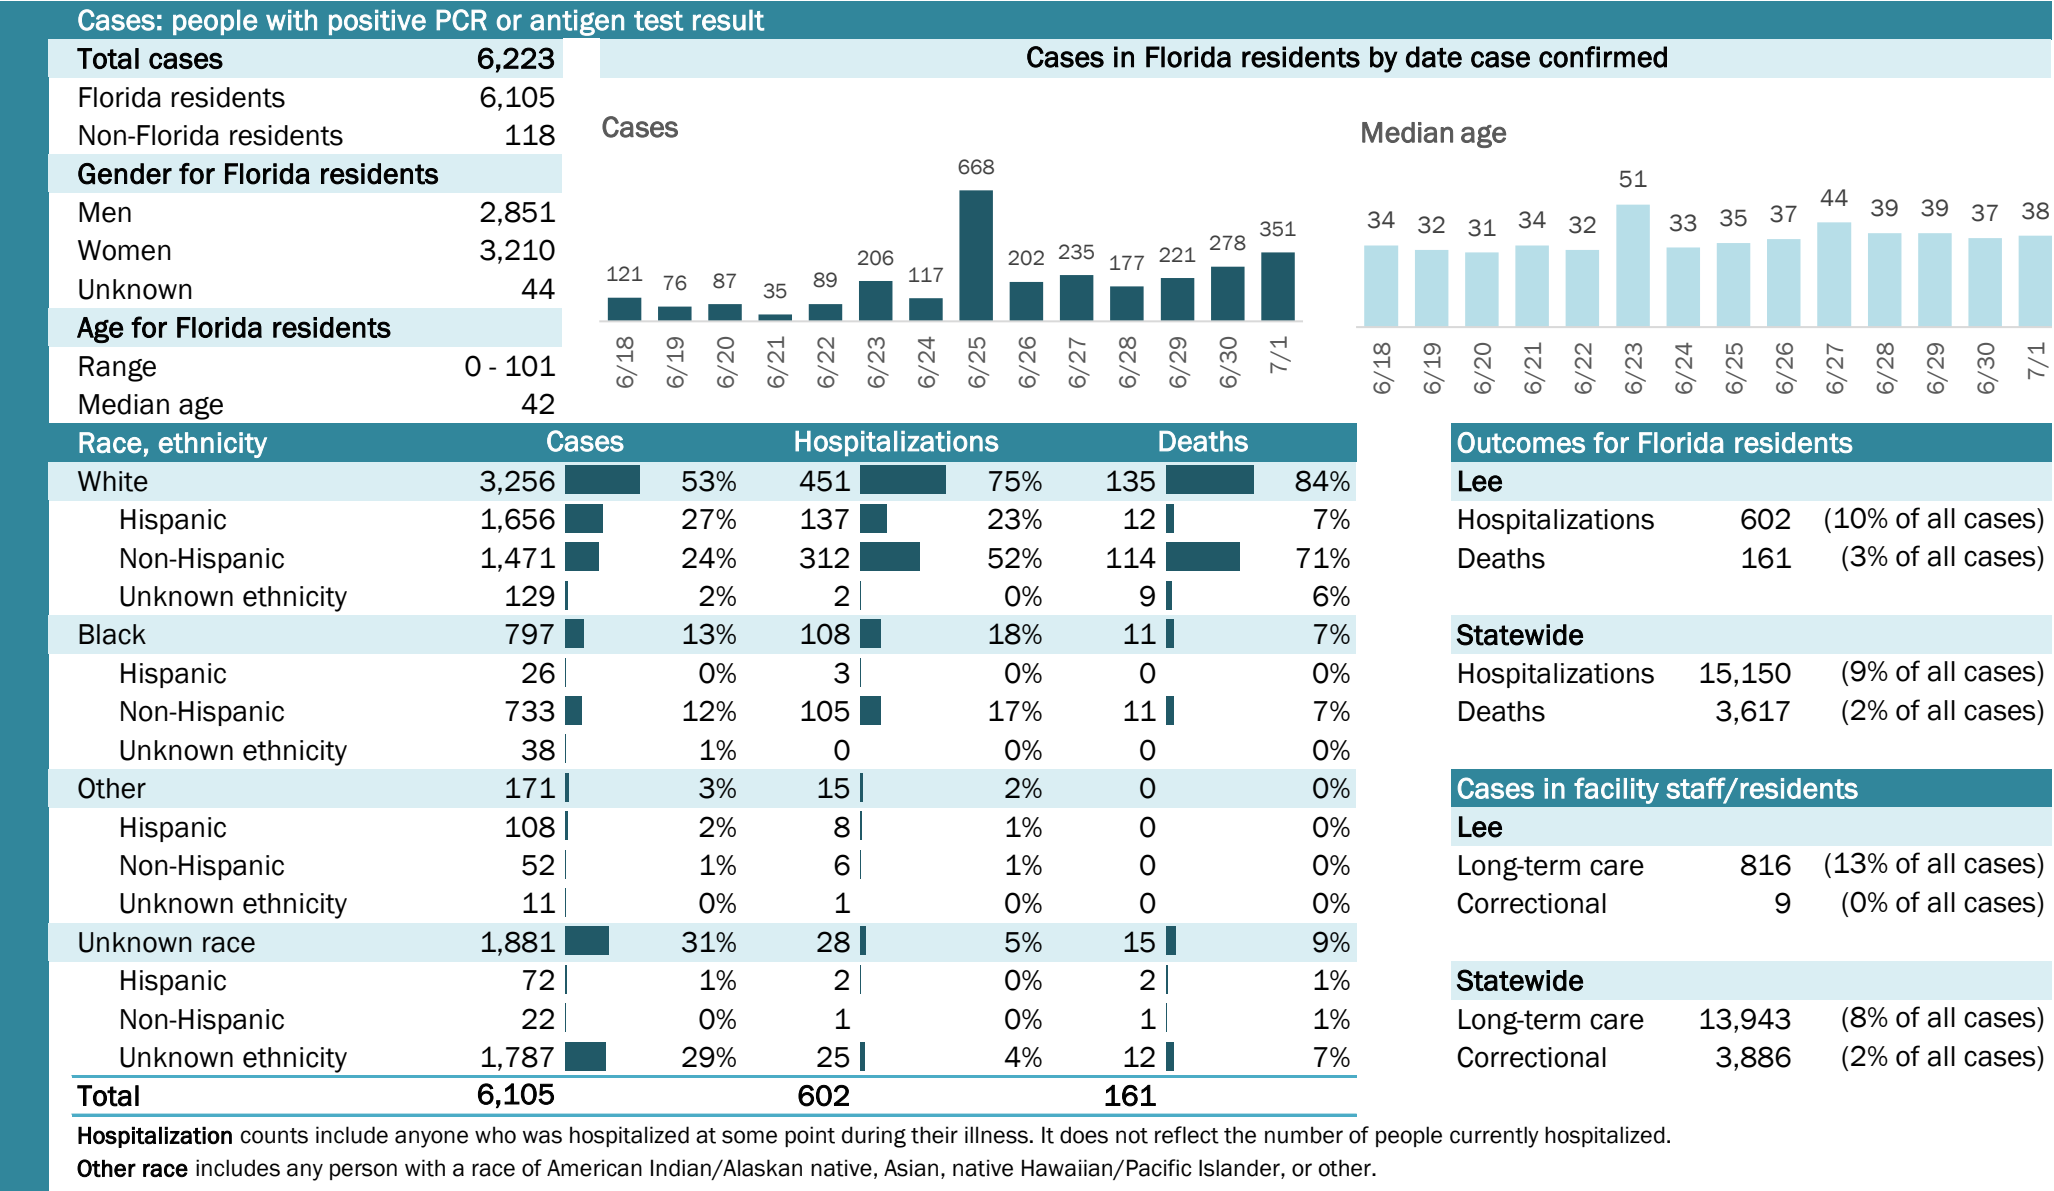 Cases: people with positive PCR or antigen test result
Total cases 6,223
Florida residents 6,105
Non-Florida residents 118
Gender for Florida residents
Men 2,851
Women 3,210
Unknown 44
Age for Florida residents
Range 0 - 101
Median age 42
Cases in Florida residents by date case confirmed
Cases
121 76 87 35 89 206 117 668 202 235 177 221 278 351
6/18 6/19 6/20 6/21 6/22 6/23 6/24 6/25 6/26 6/27 6/28 6/29 6/30 7/1
Median age
34 32 31 34 32 51 33 35 37 44 39 39 37 38
6/18 6/19 6/20 6/21 6/22 6/23 6/24 6/25 6/26 6/27 6/28 6/29 6/30 7/1
Race, ethnicity Cases Hospitalizations Deaths
White 3,256 53% 451 75% 135 84%
Hispanic 1,656 27% 137 23% 12 7%
Non-Hispanic 1,471 24% 312 52% 114 71%
Unknown ethnicity 129 2% 2 0% 9 6%
Black 797 13% 108 18% 11 7%
Hispanic 26 0% 3 0% 0 0%
Non-Hispanic 733 12% 105 17% 11 7%
Unknown ethnicity 38 1% 0 0% 0 0%
Other 171 3% 15 2% 0 0%
Hispanic 108 2% 8 1% 0 0%
Non-Hispanic 52 1% 6 1% 0 0%
Unknown ethnicity 11 0% 1 0% 0 0%
Unknown race 1,881 31% 28 5% 15 9%
Hispanic 72 1% 2 0% 2 1%
Non-Hispanic 22 0% 1 0% 1 1%
Unknown ethnicity 1,787 29% 25 4% 12 7%
Total 6,105 602 161
Outcomes for Florida residents
Lee
Hospitalizations 602 (10% of all cases)
Deaths 161 (3% of all cases)
Statewide
Hospitalizations 15,150 (9% of all cases)
Deaths 3,617 (2% of all cases)
Cases in facility staff/residents
Lee
Long-term care 816 (13% of all cases)
Correctional 9 (0% of all cases)
Statewide
Long-term care 13,943 (8% of all cases)
Correctional 3,886 (2% of all cases)
Hospitalization counts include anyone who was hospitalized at some point during their illness. It does not reflect the number of people currently hospitalized.
Other race includes any person with a race of American Indian/Alaskan native, Asian, native Hawaiian/Pacific Islander, or other.